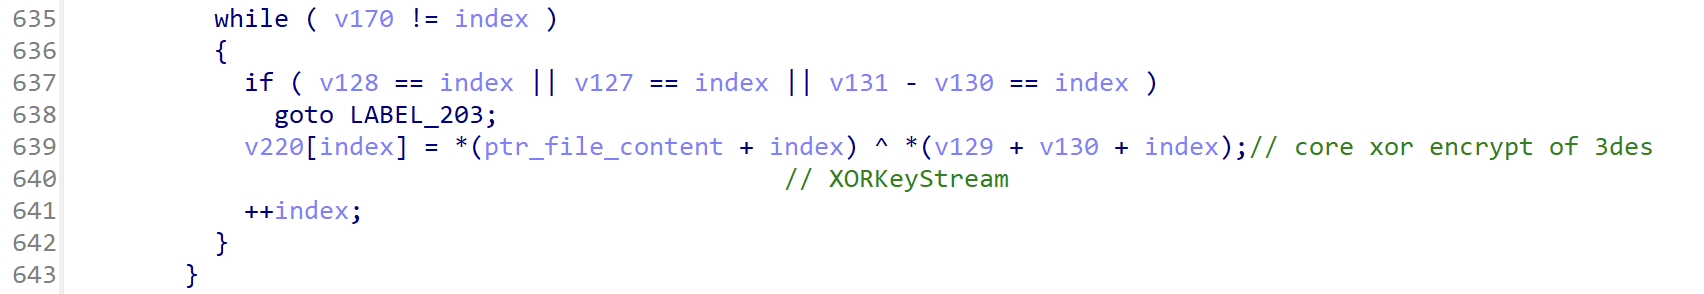 635 while ( v170 != index )
636 {
637 if ( v128 == index || v127 == index || v131 - v130 == index )
638 goto LABEL_203;
639 v220[index] = *(ptr_file_content + index) ^ *(v129 + v130 + index);// core xor encrypt of 3des
640 // XORKeyStream
641 ++index;
642 }
643 }